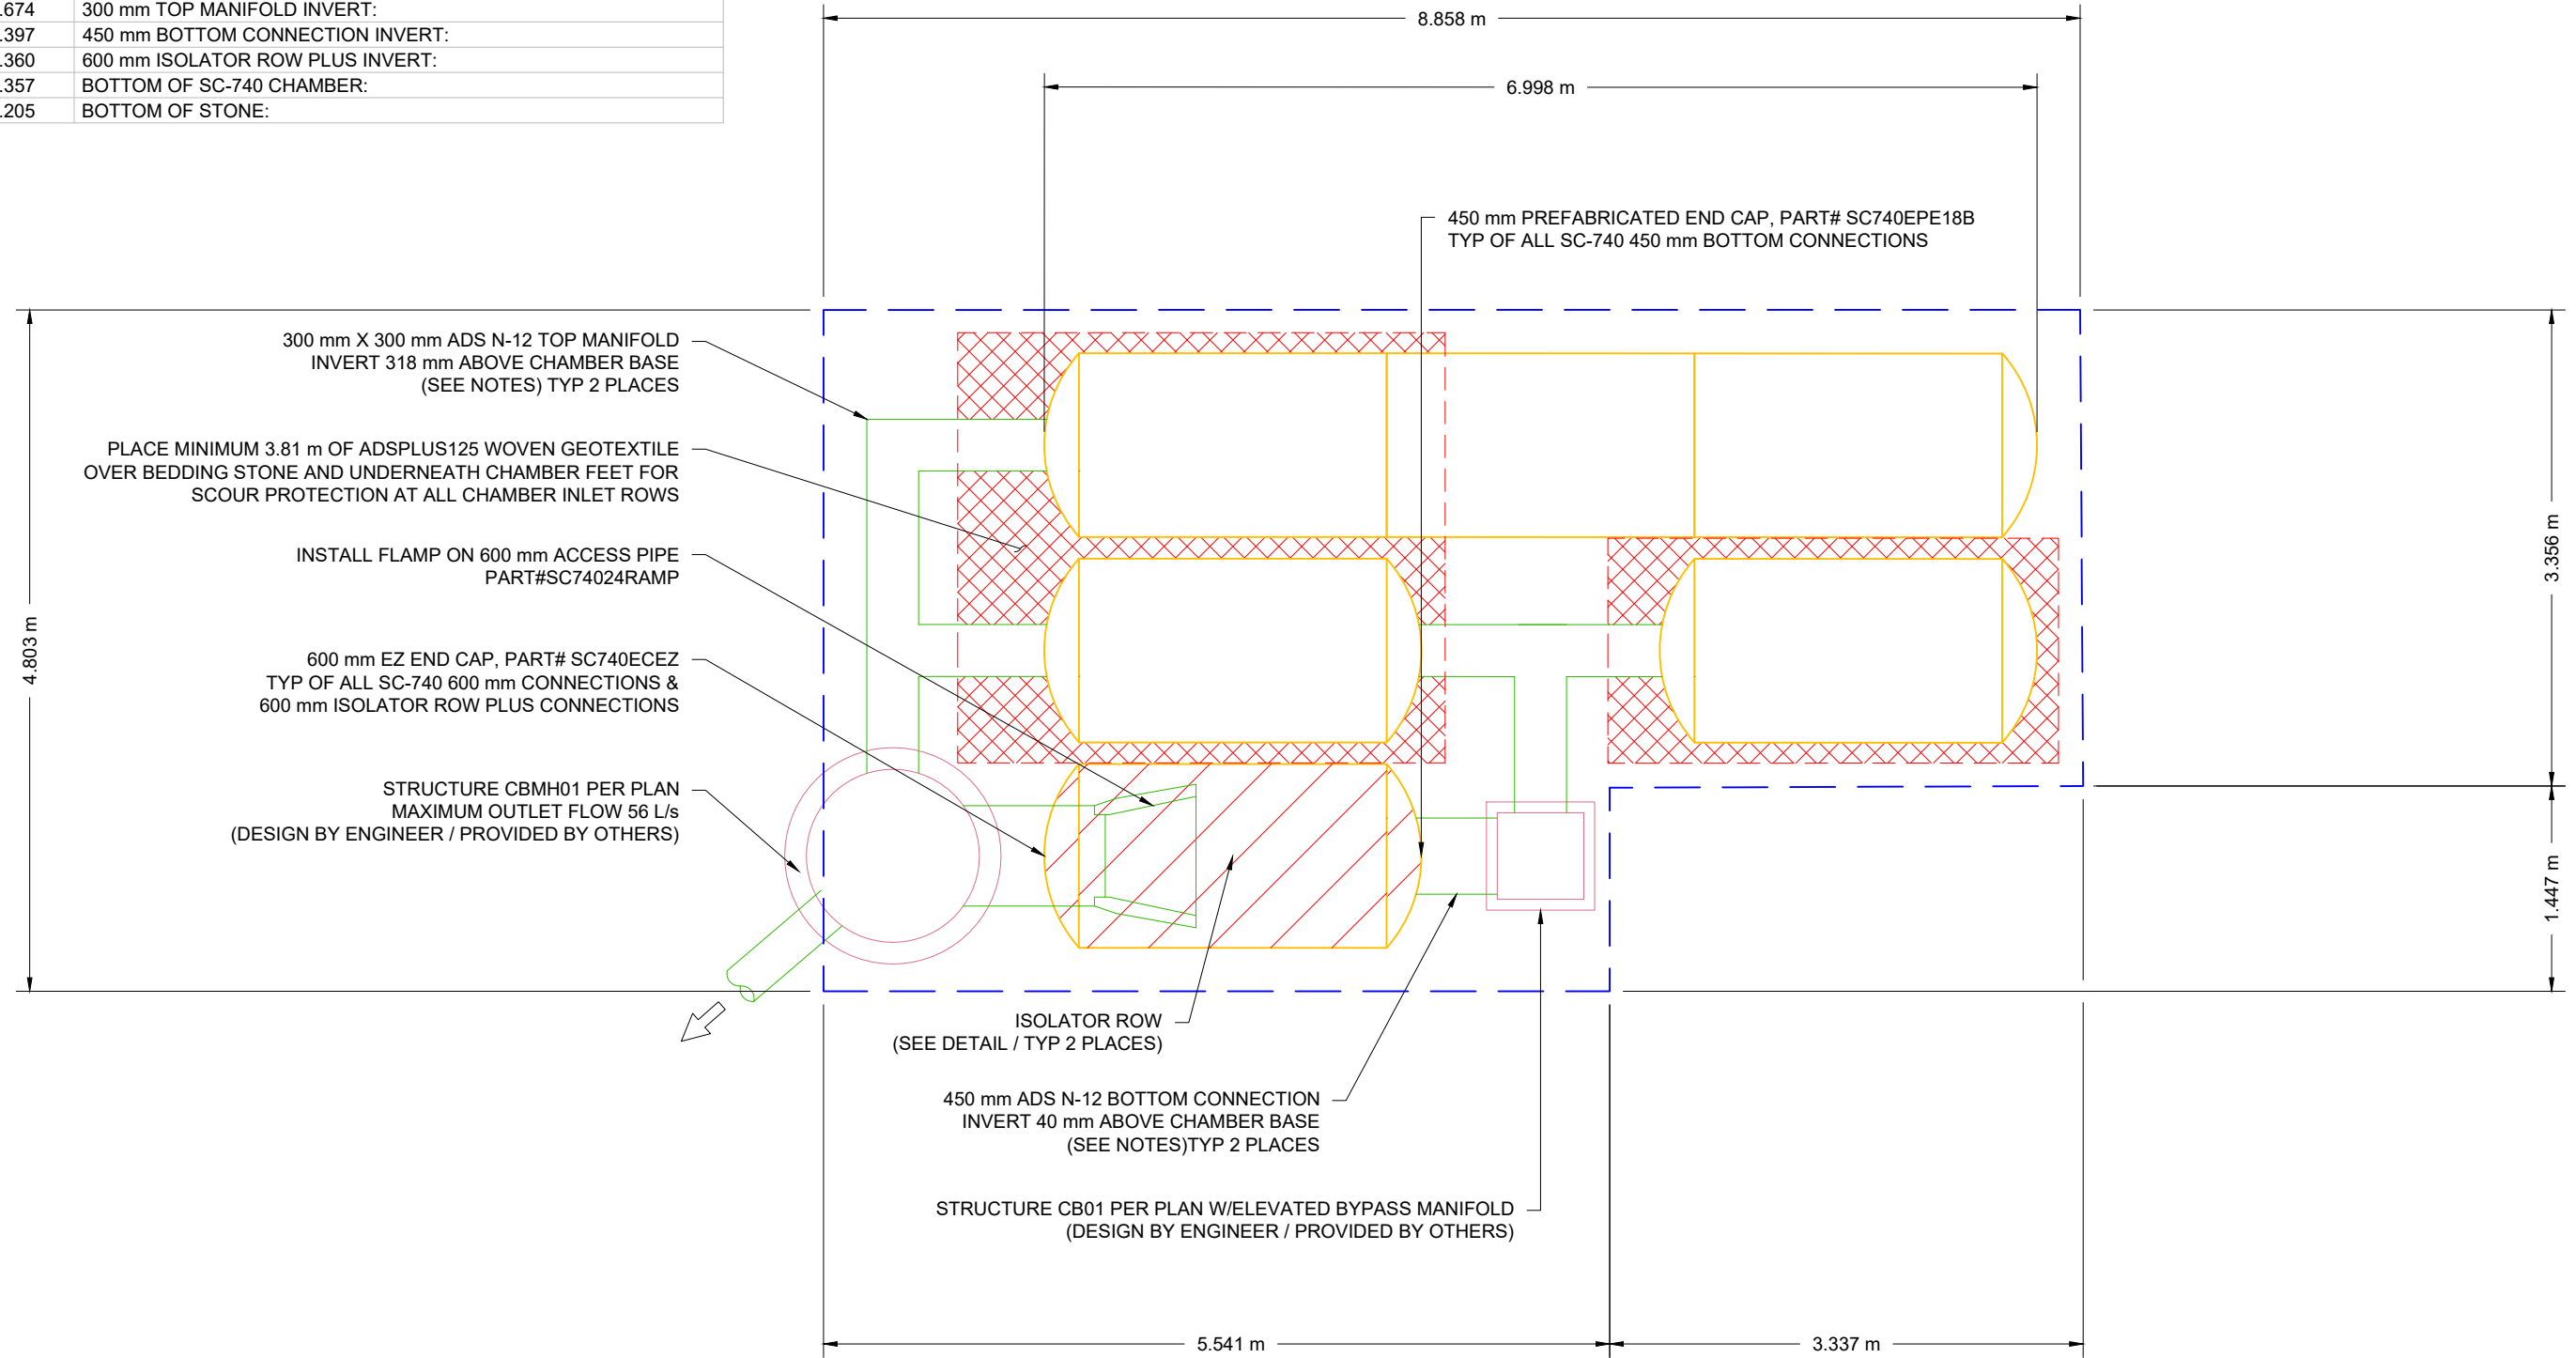 .674 300 mm TOP MANIFOLD INVERT:
.397 450 mm BOTTOM CONNECTION INVERT:
.360 600 mm ISOLATOR ROW PLUS INVERT:
.357 BOTTOM OF SC-740 CHAMBER:
.205 BOTTOM OF STONE:
8.858 m
6.998 m
450 mm PREFABRICATED END CAP, PART# SC740EPE18B
TYP OF ALL SC-740 450 mm BOTTOM CONNECTIONS
300 mm X 300 mm ADS N-12 TOP MANIFOLD
INVERT 318 mm ABOVE CHAMBER BASE
(SEE NOTES) TYP 2 PLACES
PLACE MINIMUM 3.81 m OF ADSPLUS125 WOVEN GEOTEXTILE
OVER BEDDING STONE AND UNDERNEATH CHAMBER FEET FOR
SCOUR PROTECTION AT ALL CHAMBER INLET ROWS
INSTALL FLAMP ON 600 mm ACCESS PIPE
PART#SC74024RAMP
4.803 m
3.356 m
600 mm EZ END CAP, PART# SC740ECEZ
TYP OF ALL SC-740 600 mm CONNECTIONS &
600 mm ISOLATOR ROW PLUS CONNECTIONS
STRUCTURE CBMH01 PER PLAN
MAXIMUM OUTLET FLOW 56 L/s
(DESIGN BY ENGINEER / PROVIDED BY OTHERS)
1.447 m
ISOLATOR ROW
(SEE DETAIL / TYP 2 PLACES)
450 mm ADS N-12 BOTTOM CONNECTION
INVERT 40 mm ABOVE CHAMBER BASE
(SEE NOTES)TYP 2 PLACES
STRUCTURE CB01 PER PLAN W/ELEVATED BYPASS MANIFOLD
(DESIGN BY ENGINEER / PROVIDED BY OTHERS)
5.541 m
3.337 m